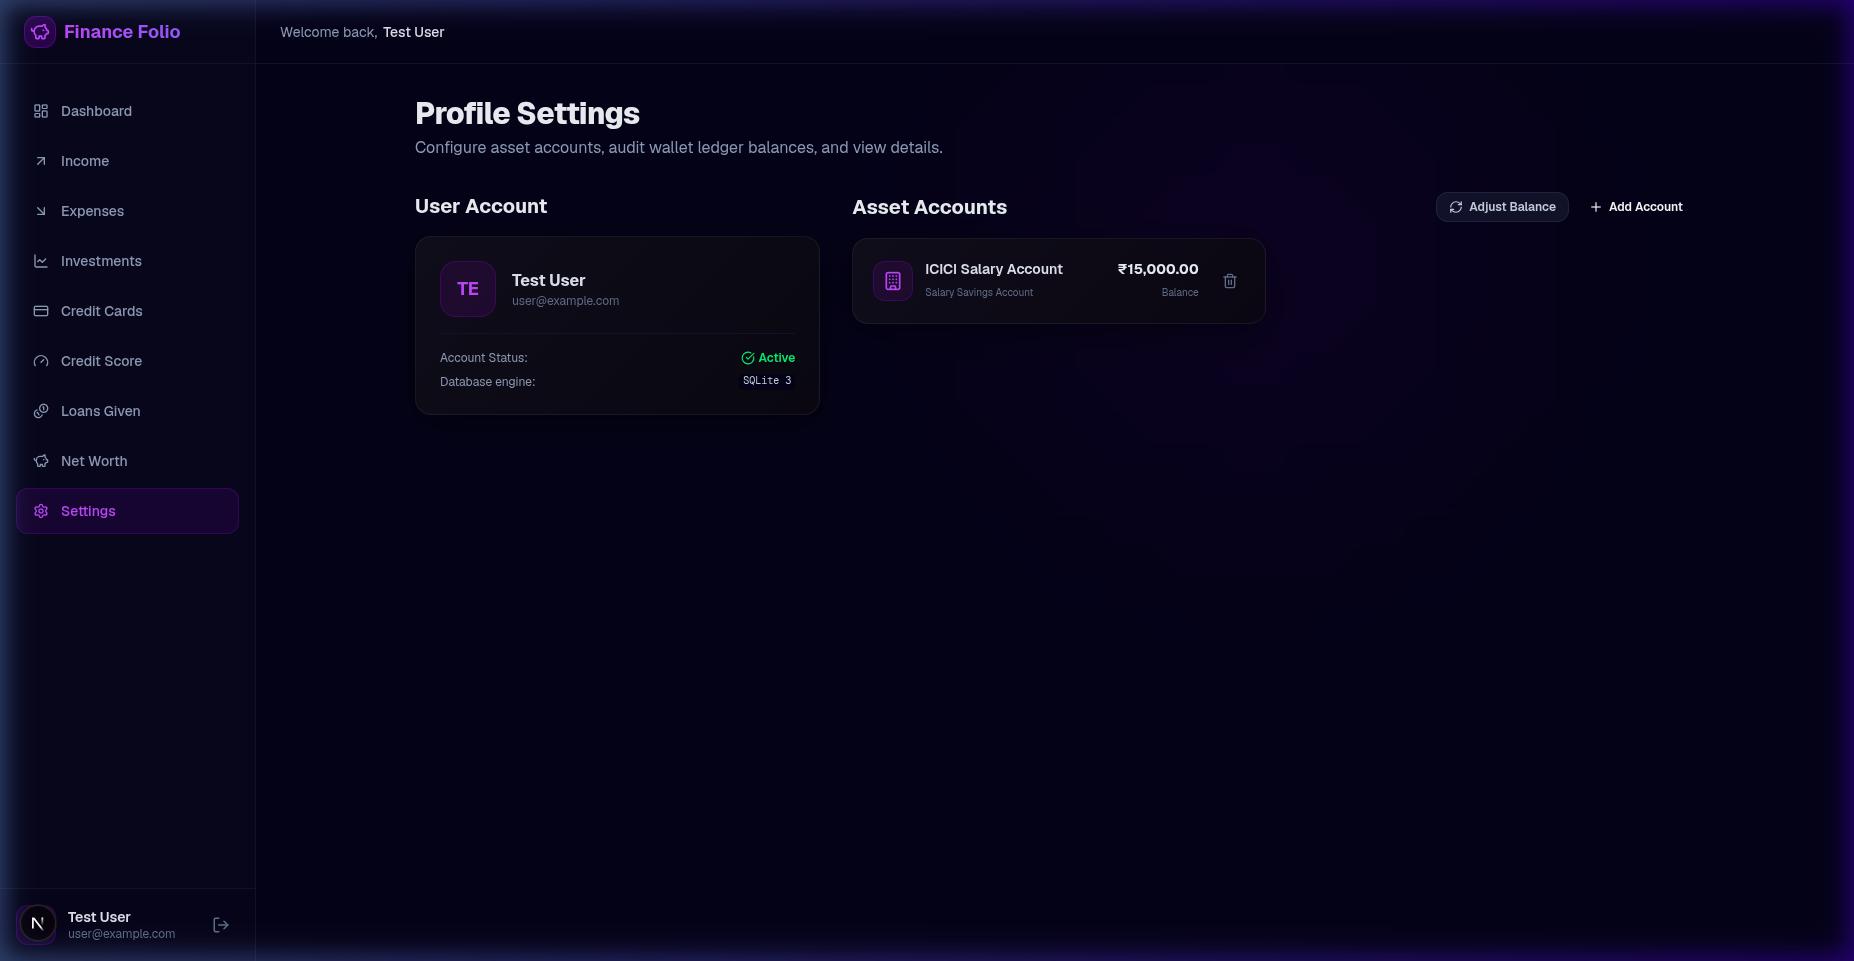 Finance Folio
Welcome back, Test User
Dashboard
Income
Expenses
Investments
Credit Cards
Credit Score
Loans Given
Net Worth
Settings
Test User
user@example.com
Profile Settings
Configure asset accounts, audit wallet ledger balances, and view details.
User Account
TE
Test User
user@example.com
Account Status: Active
Database engine: SQLite 3
Asset Accounts
Adjust Balance
Add Account
ICICI Salary Account ₹15,000.00
Salary Savings Account Balance
N